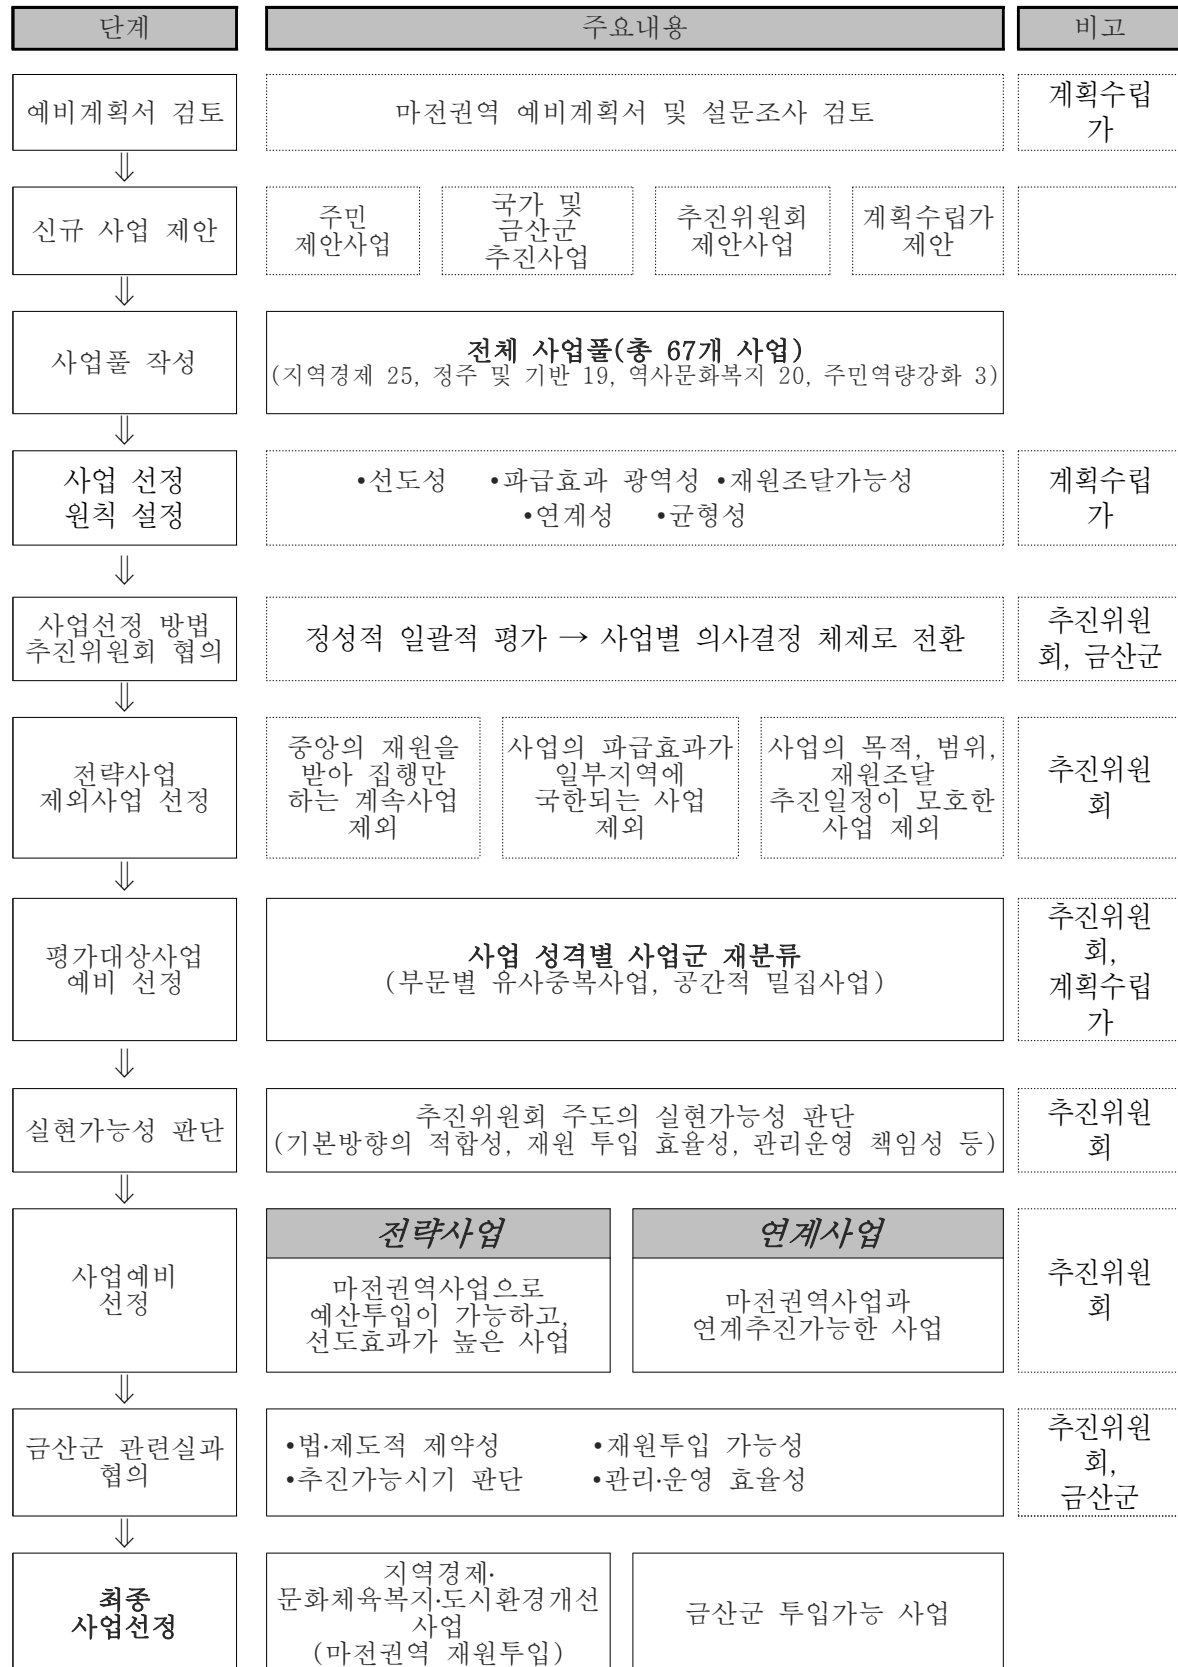 단계
주요내용
비고
예비계획서 검토
마전권역 예비계획서 및 설문조사 검토
계획수립
가
⇓
신규 사업 제안
주민
제안사업
국가 및
금산군
추진사업
추진위원회
제안사업
계획수립가
제안
⇓
사업풀 작성
전체 사업풀(총 67개 사업)
(지역경제 25, 정주 및 기반 19, 역사문화복지 20, 주민역량강화 3)
⇓
사업 선정
원칙 설정
•선도성 •파급효과 광역성 •재원조달가능성
•연계성 •균형성
계획수립
가
⇓
사업선정 방법
추진위원회 협의
정성적 일괄적 평가 → 사업별 의사결정 체제로 전환
추진위원
회, 금산군
⇓
전략사업
제외사업 선정
중앙의 재원을
받아 집행만
하는 계속사업
제외
사업의 파급효과가
일부지역에
국한되는 사업
제외
사업의 목적, 범위,
재원조달
추진일정이 모호한
사업 제외
추진위원
회
⇓
평가대상사업
예비 선정
사업 성격별 사업군 재분류
(부문별 유사중복사업, 공간적 밀집사업)
추진위원
회,
계획수립
가
⇓
실현가능성 판단
추진위원회 주도의 실현가능성 판단
(기본방향의 적합성, 재원 투입 효율성, 관리운영 책임성 등)
추진위원
회
⇓
사업예비
선정
전략사업
마전권역사업으로
예산투입이 가능하고,
선도효과가 높은 사업
연계사업
마전권역사업과
연계추진가능한 사업
추진위원
회
⇓
금산군 관련실과
협의
•법·제도적 제약성 •재원투입 가능성
•추진가능시기 판단 •관리·운영 효율성
추진위원
회,
금산군
⇓
최종
사업선정
지역경제·
문화체육복지·도시환경개선
사업
(마전권역 재원투입)
금산군 투입가능 사업